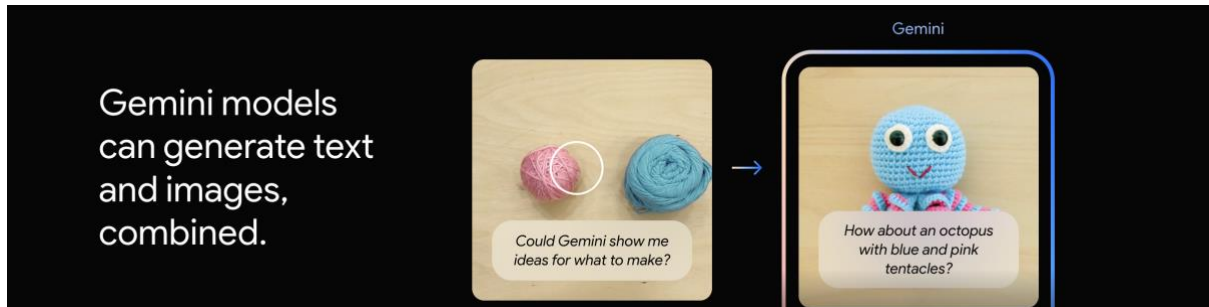 Gemini models
can generate text
and images,
combined.
Could Gemini show me
ideas for what to make?
Gemini
How about an octopus
with blue and pink
tentacles?